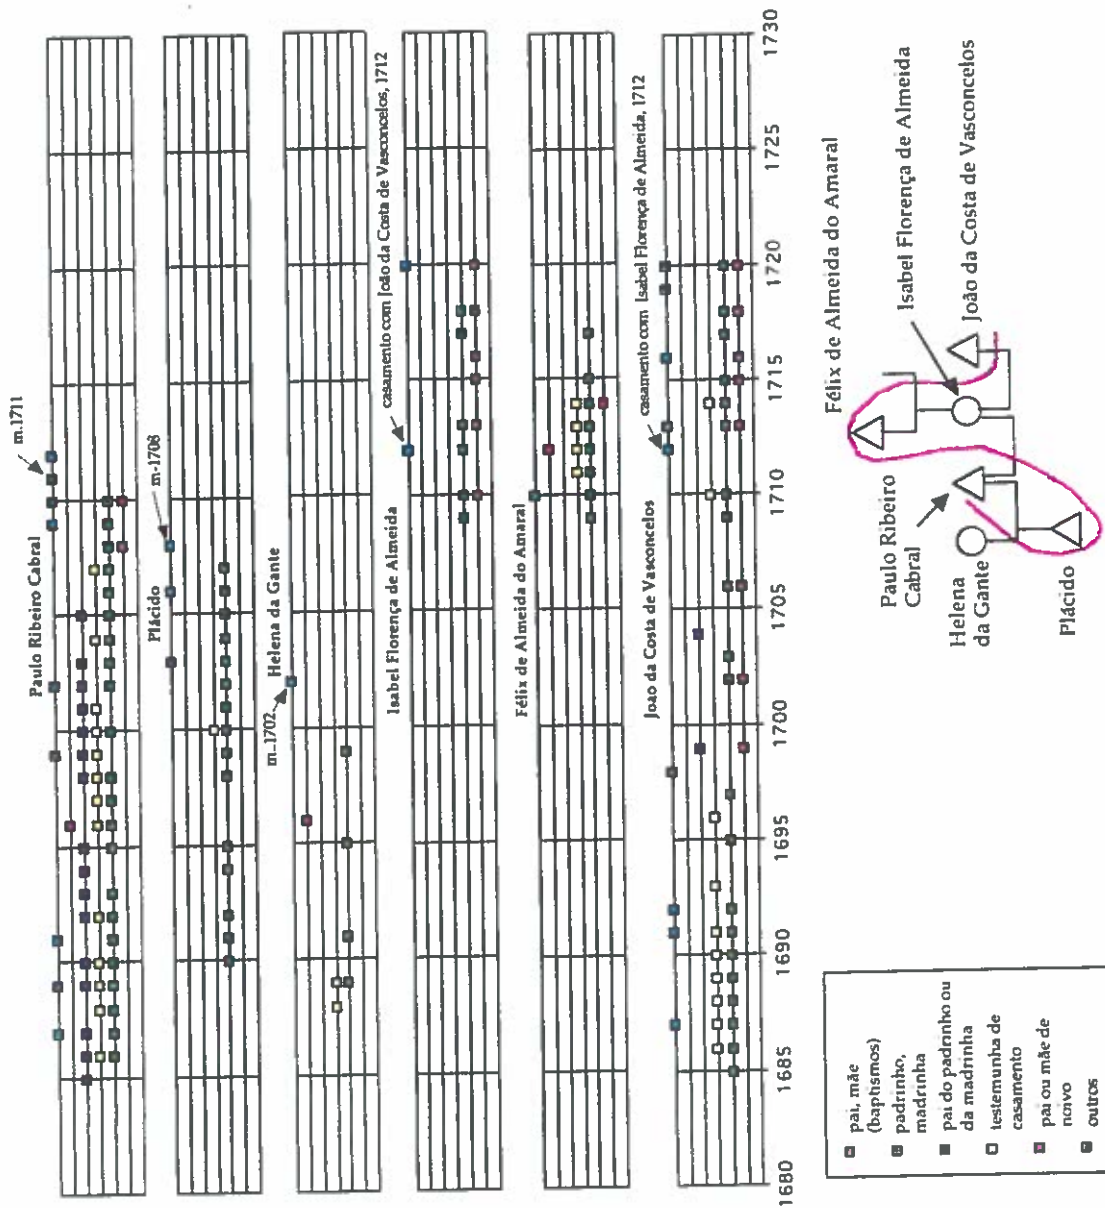 Paulo Ribeiro Cabral
m.1711
Plácido
m-1708
Helena da Gante
m-1702
Isabel Florença de Almeida
casamento com João da Costa de Vasconcelos, 1712
Félix de Almeida do Amaral
Joao da Costa de Vasconcelos
casamento com Isabel Florença de Almeida, 1712
1680 1685 1690 1695 1700 1705 1710 1715 1720 1725 1730
pai, mãe
(baptismos)
padrinho,
madrinha
pai do padrinho ou
da madrinha
testemunha de
casamento
pai ou mãe de
noivo
outros
Félix de Almeida do Amaral
Paulo Ribeiro
Cabral
Isabel Florença de Almeida
Helena
da Gante
João da Costa de Vasconcelos
Plácido